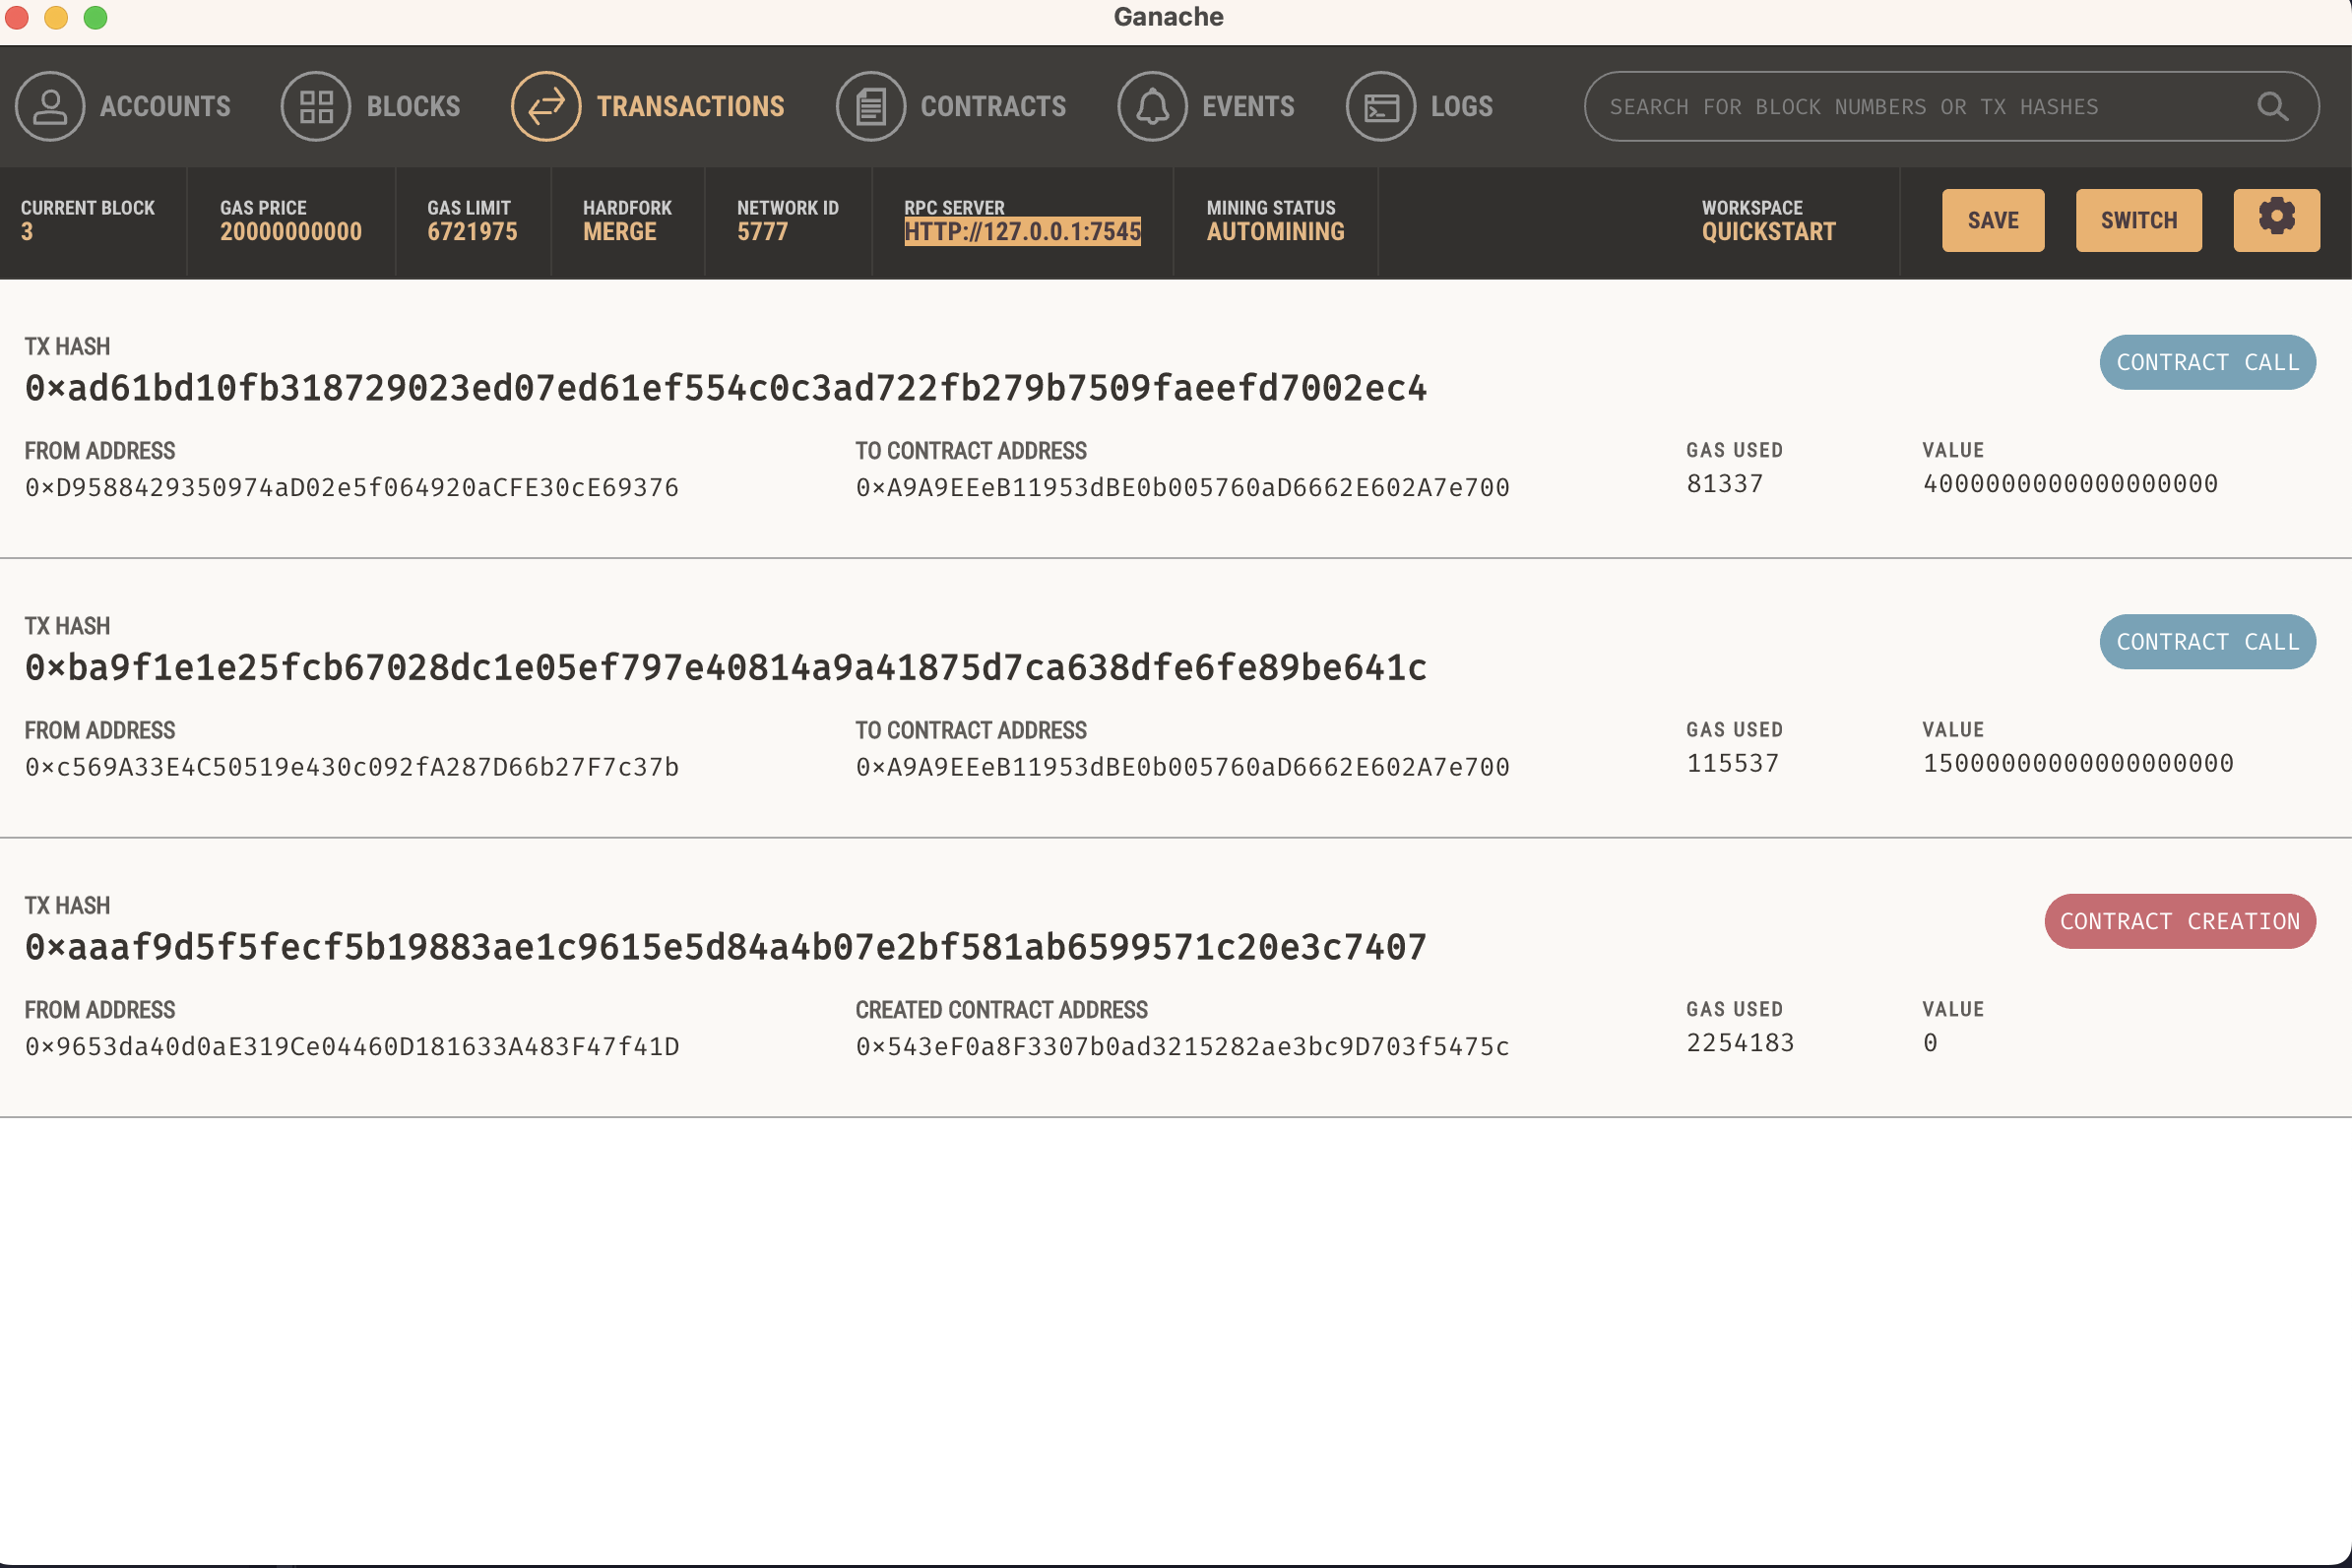 Ganache
ACCOUNTS BLOCKS TRANSACTIONS CONTRACTS EVENTS LOGS SEARCH FOR BLOCK NUMBERS OR TX HASHES
CURRENT BLOCK GAS PRICE GAS LIMIT HARDFORK NETWORK ID RPC SERVER MINING STATUS WORKSPACE
3 20000000000 6721975 MERGE 5777 HTTP://127.0.0.1:7545 AUTOMINING QUICKSTART SAVE SWITCH
TX HASH
0×ad61bd10fb318729023ed07ed61ef554c0c3ad722fb279b7509faeefd7002ec4 CONTRACT CALL
FROM ADDRESS TO CONTRACT ADDRESS GAS USED VALUE
0×D9588429350974aD02e5f064920aCFE30cE69376 0×A9A9EEeB11953dBE0b005760aD6662E602A7e700 81337 4000000000000000000
TX HASH
0×ba9f1e1e25fcb67028dc1e05ef797e40814a9a41875d7ca638dfe6fe89be641c CONTRACT CALL
FROM ADDRESS TO CONTRACT ADDRESS GAS USED VALUE
0×c569A33E4C50519e430c092fA287D66b27F7c37b 0×A9A9EEeB11953dBE0b005760aD6662E602A7e700 115537 15000000000000000000
TX HASH
0×aaaf9d5f5fecf5b19883ae1c9615e5d84a4b07e2bf581ab6599571c20e3c7407 CONTRACT CREATION
FROM ADDRESS CREATED CONTRACT ADDRESS GAS USED VALUE
0×9653da40d0aE319Ce04460D181633A483F47f41D 0×543eF0a8F3307b0ad3215282ae3bc9D703f5475c 2254183 0